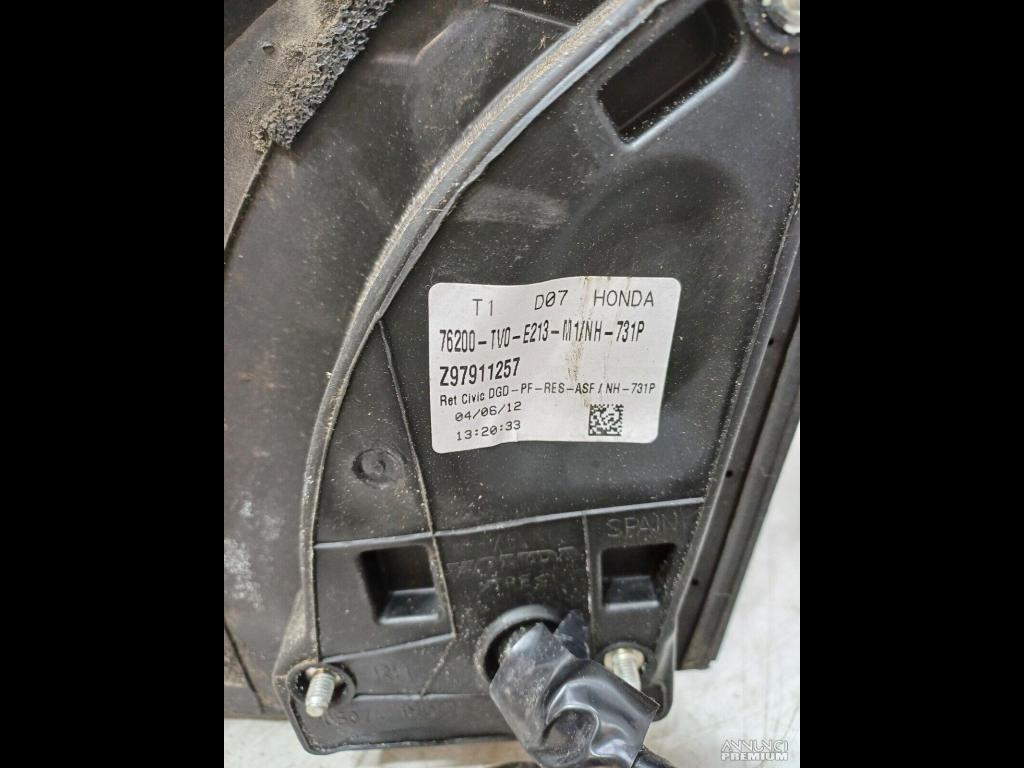 T1 D07 HONDA
76200-TV0-E213-M1/NH-731P
Z97911257
Ret Civic DGD-PF-RES-ASF / NH-731P
04/06/12
13:20:33
SPAIN
ANNUNCI
PREMIUM